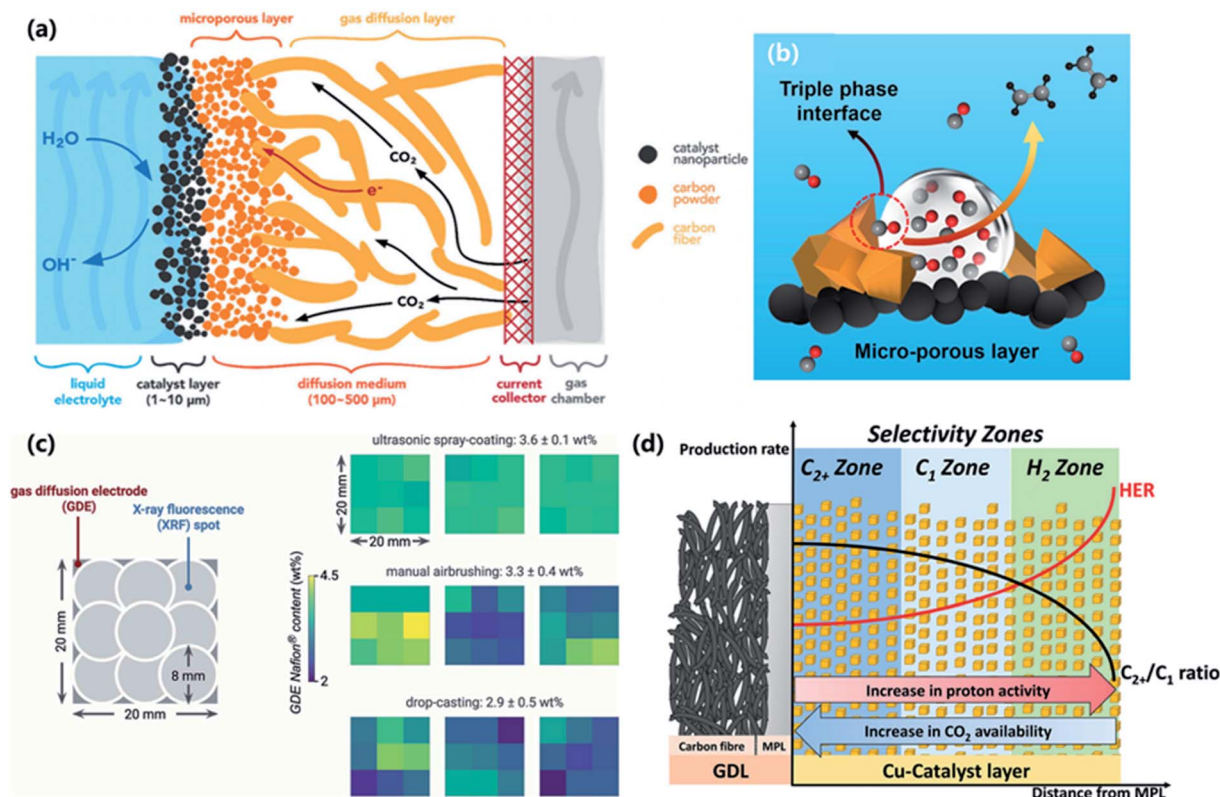 (a)
microporous layer
gas diffusion layer
H₂O
OH⁻
e⁻
CO₂
CO₂
liquid
electrolyte
catalyst layer
(1~10 μm)
diffusion medium
(100~500 μm)
current
collector
gas
chamber
catalyst
nanoparticle
carbon
powder
carbon
fiber
(b)
Triple phase
interface
Micro-porous layer
(c)
gas diffusion electrode
(GDE)
X-ray fluorescence
(XRF) spot
20 mm
8 mm
20 mm
ultrasonic spray-coating: 3.6 ± 0.1 wt%
20 mm
20 mm
manual airbrushing: 3.3 ± 0.4 wt%
4.5
2
GDE Nafion® content (wt%)
drop-casting: 2.9 ± 0.5 wt%
(d)
Production rate
Selectivity Zones
C₂₊ Zone
C₁ Zone
H₂ Zone
HER
C₂₊/C₁ ratio
Increase in proton activity
Increase in CO₂ availability
Carbon fibre
MPL
GDL
Cu-Catalyst layer
Distance from MPL